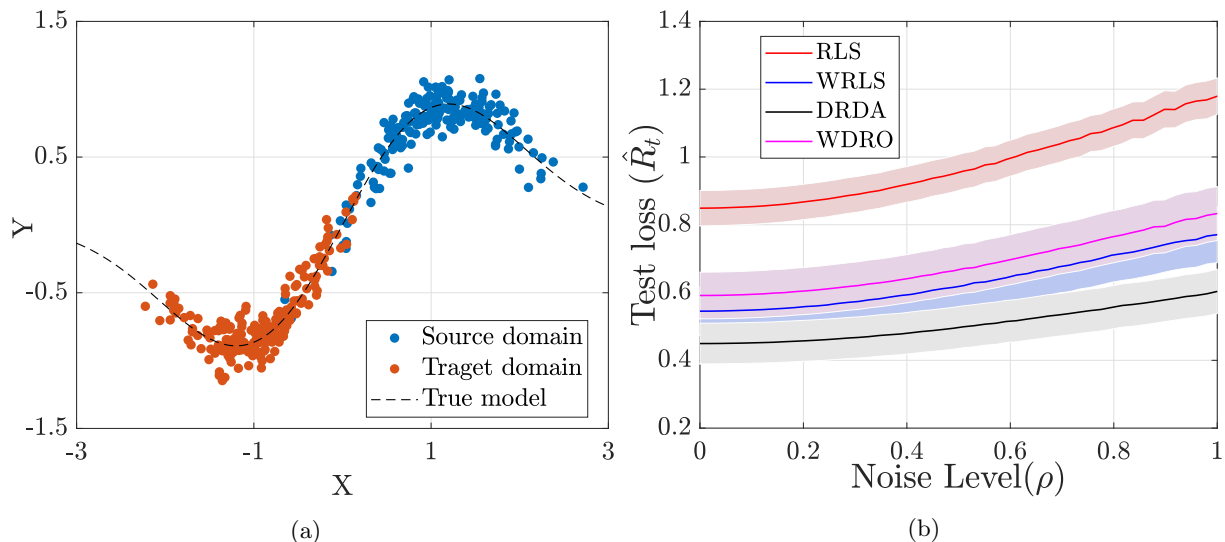 1.5
0.5
-0.5
-1.5
Y
-3
-1
1
3
X
Source domain
Traget domain
True model
(a)
1.4
1.2
1
0.8
0.6
0.4
0.2
Test loss (R̂_t)
0
0.2
0.4
0.6
0.8
1
Noise Level(ρ)
RLS
WRLS
DRDA
WDRO
(b)